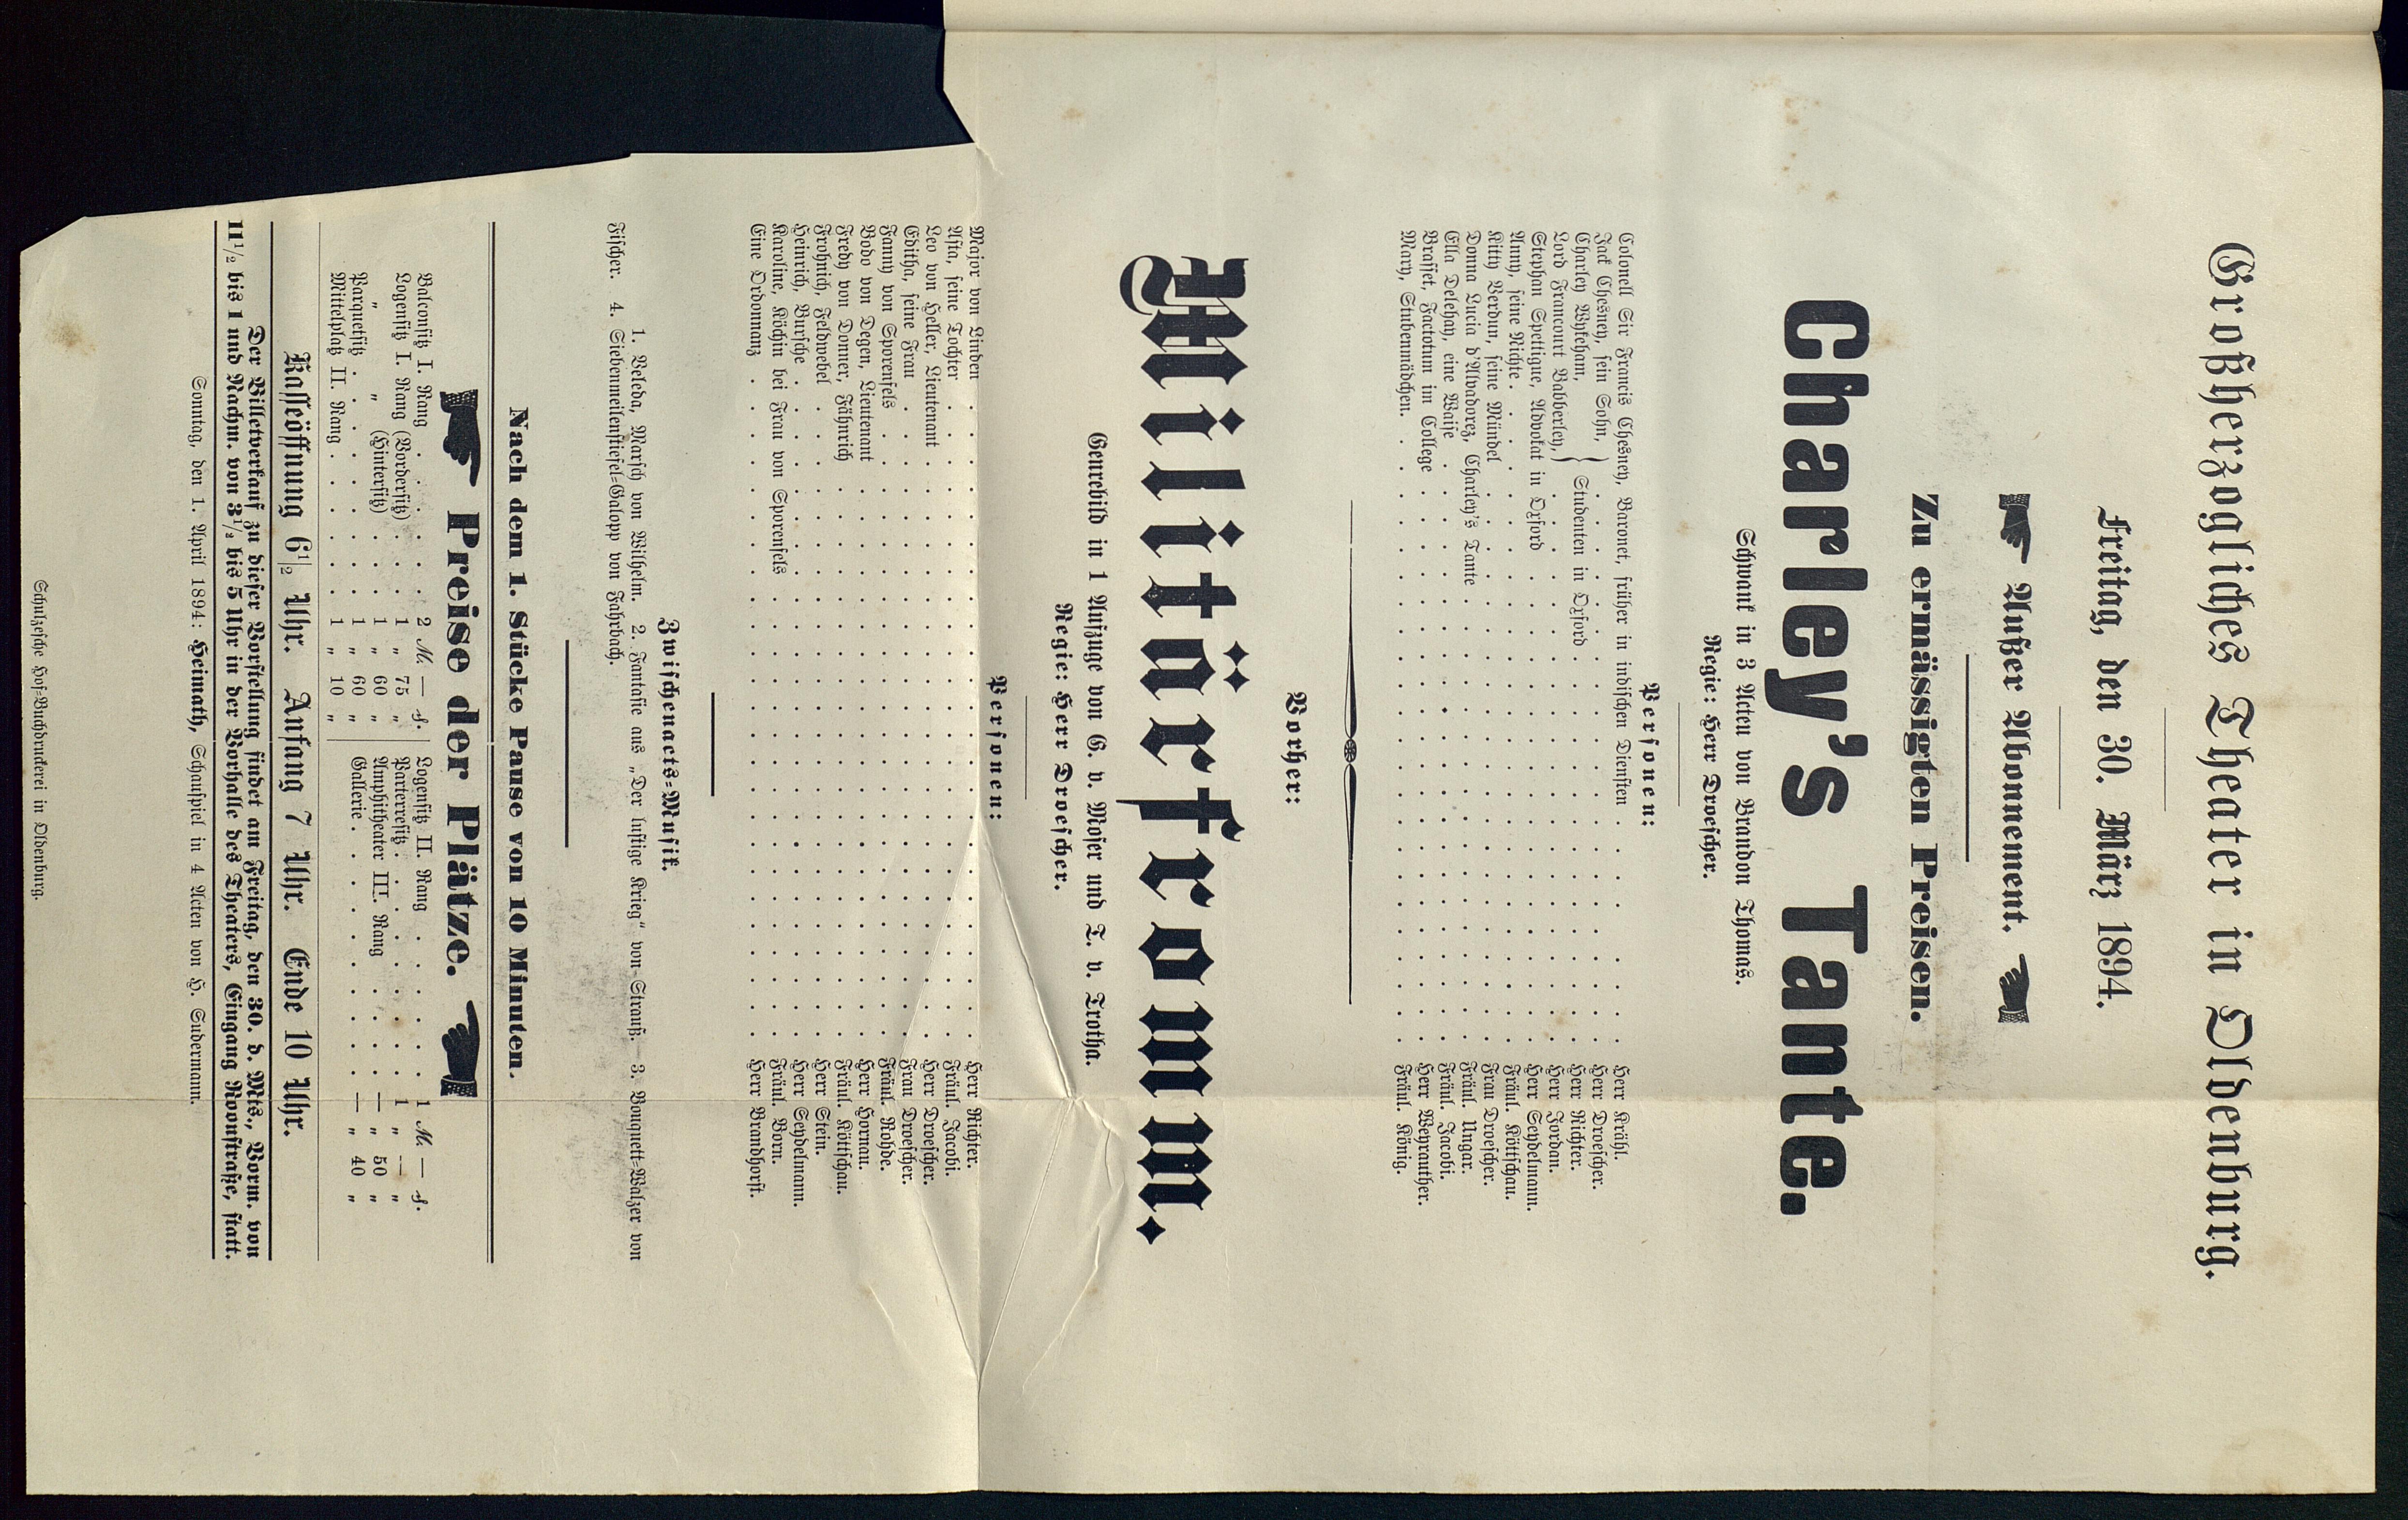 Großherzogliches Theater in Oldenburg.
Freitag, den 30. März 1894.
Außer Abonnement.
Zu ermässigten Preisen.
Charley's Tante.
Schwank in 3 Acten von Brandon Thomas.
Regie: Herr Droescher.
Personen:
Colonell Sir Francis Chesney, Baronet, früher in indischen Diensten . . . . . Herr Krähl.
Jack Chesney, sein Sohn, . . . . . Herr Droescher.
Charley Wykeham, } Studenten in Oxford . . . . . Herr Richter.
Lord Francourt Babberley, . . . . . Herr Jordan.
Stephan Spettigue, Advokat in Oxford . . . . . Herr Seydelmann.
Anny, seine Nichte . . . . . Fräul. Köttschau.
Kitty Verdun, seine Mündel . . . . . Frau Droescher.
Donna Lucia d'Alvadorez, Charley's Tante . . . . . Fräul. Ungar.
Ella Delehay, eine Waise . . . . . Fräul. Jacobi.
Brasset, Factotum im College . . . . . Herr Weyrauther.
Mary, Stubenmädchen . . . . . Fräul. König.
Vorher:
Militärfromm.
Genrebild in 1 Aufzuge von G. v. Moser und T. v. Trotha.
Regie: Herr Droescher.
Personen:
Major von Linden . . . . . Herr Richter.
Asta, seine Tochter . . . . . Fräul. Jacobi.
Leo von Heller, Lieutenant . . . . . Herr Droescher.
Editha, seine Frau . . . . . Frau Droescher.
Fanny von Sporenfels . . . . . Fräul. Rohde.
Bodo von Degen, Lieutenant . . . . . Herr Hornau.
Fredy von Donner, Fähnrich . . . . . Fräul. Köttschau.
Frohnich, Feldwebel . . . . . Herr Stein.
Heinrich, Bursche . . . . . Herr Seydelmann.
Karoline, Köchin bei Frau von Sporenfels . . . . . Fräul. Born.
Eine Ordonnanz . . . . . Herr Brandhorst.
Zwischenacts-Musik.
1. Veleda, Marsch von Wilhelm. 2. Fantasie aus „Der lustige Krieg“ von Strauß. 3. Bouquett-Walzer von
Fischer. 4. Siebenmeilenstiefel-Galopp von Fahrbach.
Nach dem 1. Stücke Pause von 10 Minuten.
Preise der Plätze.
Balconsitz I. Rang . . . . 2 M. — ₰. Logensitz II. Rang . . . . 1 M. — ₰.
Logensitz I. Rang (Vordersitz) . . . 1 „ 75 „ Parterresitz . . . . 1 „ — „
„ „ (Hintersitz) . . . 1 „ 60 „ Amphitheater III. Rang . . . . — „ 50 „
Parquetsitz . . . . 1 „ 60 „ Gallerie . . . . — „ 40 „
Mittelplatz II. Rang . . . . 1 „ 10 „
Kasseöffnung 6 1/2 Uhr. Anfang 7 Uhr. Ende 10 Uhr.
Der Billetverkauf zu dieser Vorstellung findet am Freitag, den 30. d. Mts., Vorm. von
11 1/2 bis 1 und Nachm. von 3 1/2 bis 5 Uhr in der Vorhalle des Theaters, Eingang Roonstraße, statt.
Sonntag, den 1. April 1894: Heimath, Schauspiel in 4 Acten von H. Sudermann.
Schulzesche Hof-Buchdruckerei in Oldenburg.